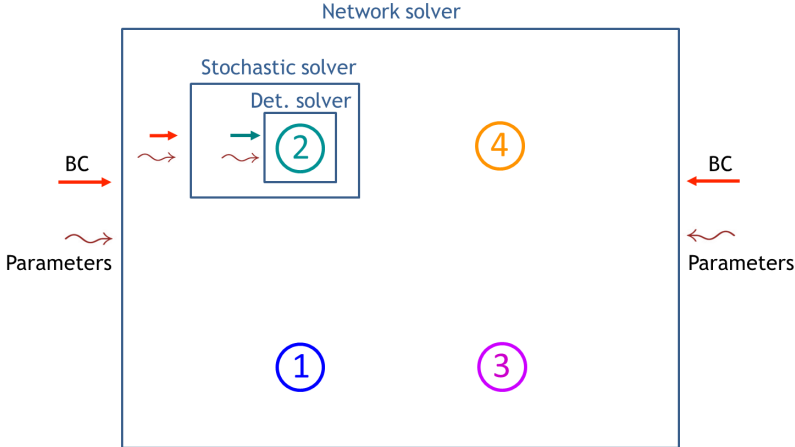 Network solver
Stochastic solver
Det. solver
2
4
BC
BC
Parameters
Parameters
1
3